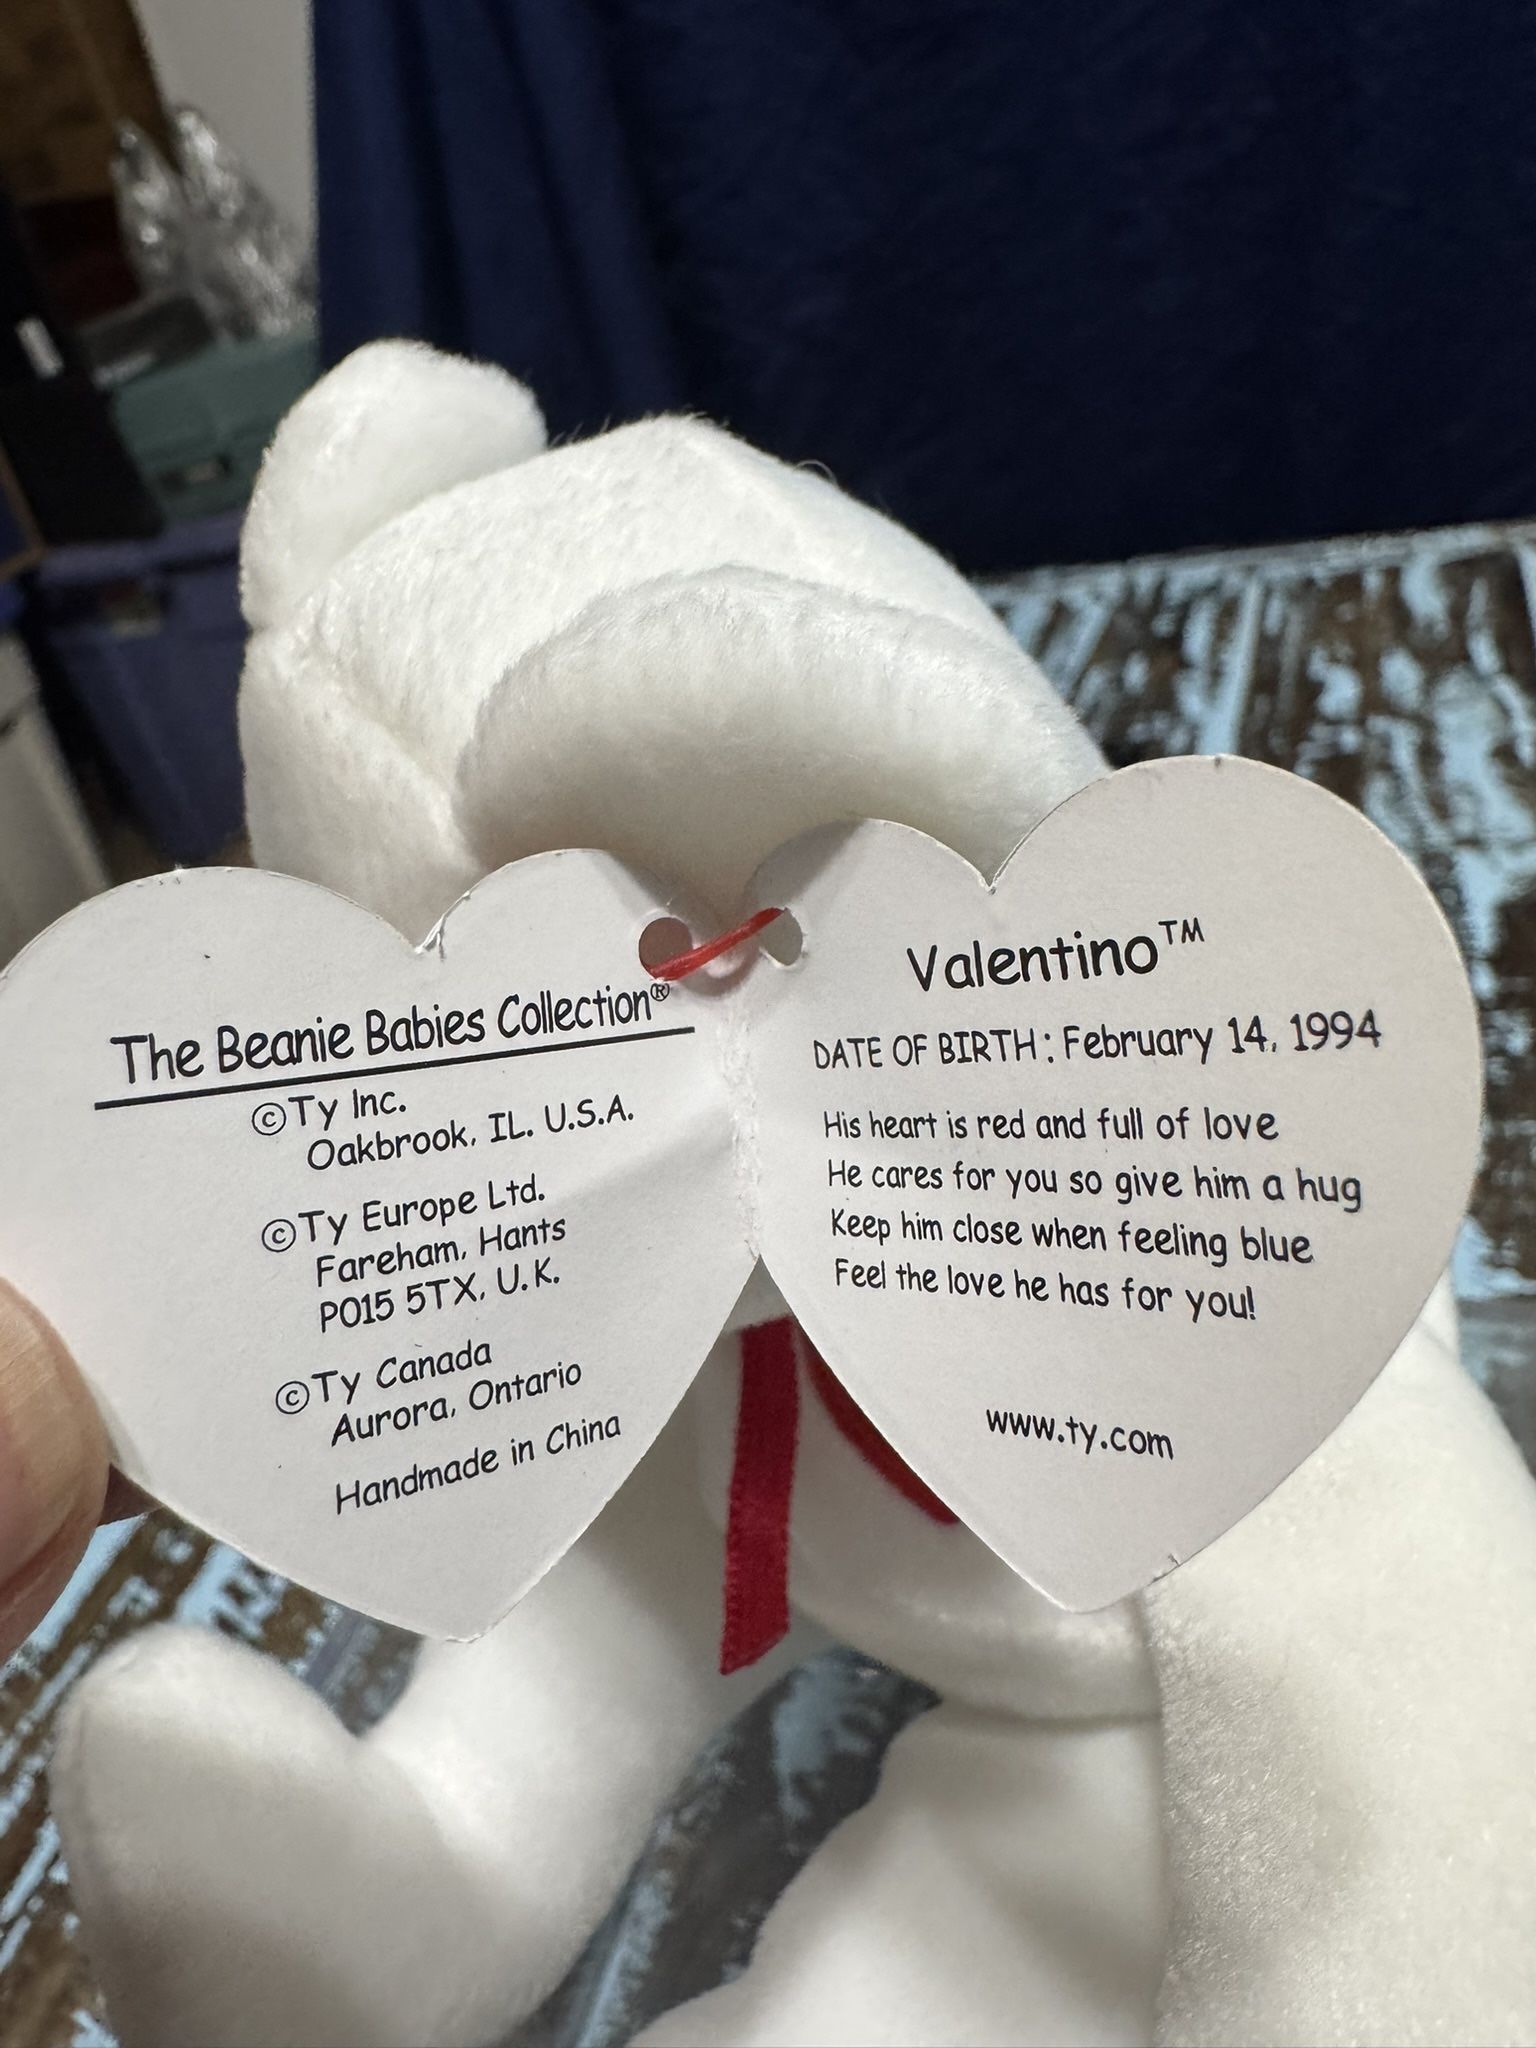 The Beanie Babies Collection®
©Ty Inc.
Oakbrook, IL. U.S.A.
©Ty Europe Ltd.
Fareham, Hants
PO15 5TX, U.K.
©Ty Canada
Aurora, Ontario
Handmade in China
Valentino™
DATE OF BIRTH: February 14, 1994
His heart is red and full of love
He cares for you so give him a hug
Keep him close when feeling blue
Feel the love he has for you!
www.ty.com